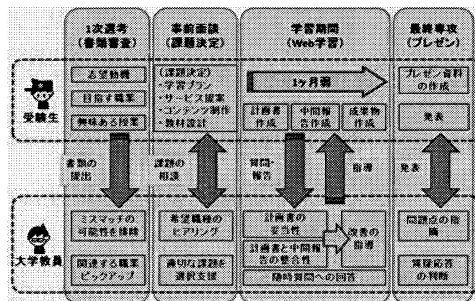 1次選考
(書類審査)
事前面談
(課題決定)
学習期間
(Web学習)
最終専攻
(プレゼン)
志望動機
目指す職業
興味ある授業
受験生
(課題決定)
・学習プラン
・サービス提案
・コンテンツ制作
・教材設計
1ヶ月弱
計画書
作成
中間報
告作成
成果物
作成
プレゼン資料
の作成
発表
書類の
提出
課題の
相談
質問・
報告
指導
発表
大学教員
ミスマッチの
可能性を排除
関連する職業
ピックアップ
希望職種の
ヒアリング
適切な課題を
選択支援
計画書の
妥当性
計画書と中間報
告の整合性
改善の
指導
随時質問への回答
問題点の指
摘
質疑応答
の判断